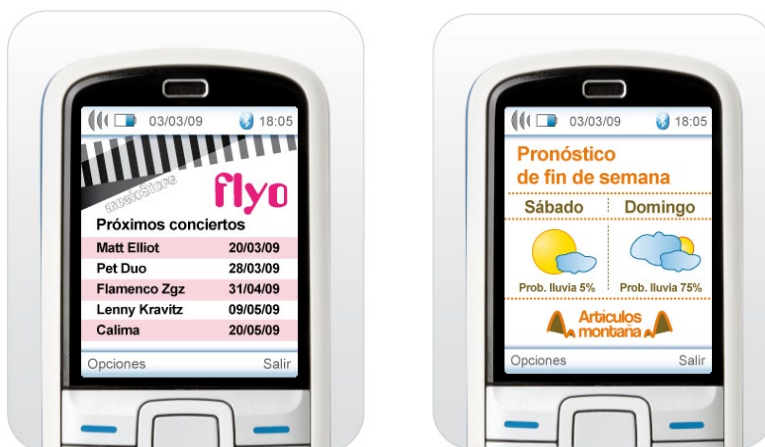 03/03/09 18:05
musicStore
flyo
Próximos conciertos
Matt Elliot 20/03/09
Pet Duo 28/03/09
Flamenco Zgz 31/04/09
Lenny Kravitz 09/05/09
Calima 20/05/09
Opciones Salir
03/03/09 18:05
Pronóstico
de fin de semana
Sábado Domingo
Prob. lluvia 5% Prob. lluvia 75%
Articulos
montaña
Opciones Salir